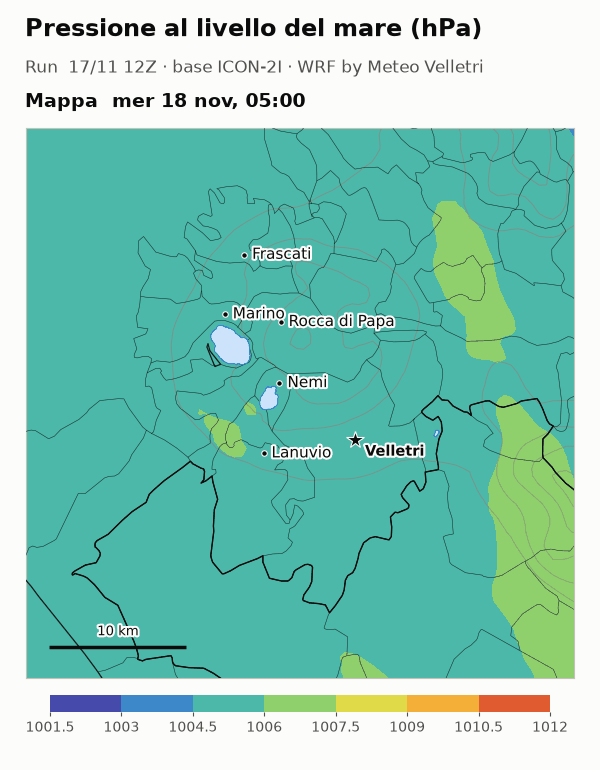 Pressione al livello del mare (hPa)
Run  17/11 12Z · base ICON-2I · WRF by Meteo Velletri
Mappa  mer 18 nov, 05:00
Frascati
Marino
Rocca di Papa
Nemi
Velletri
Lanuvio
10 km
1001.5 1003 1004.5 1006 1007.5 1009 1010.5 1012